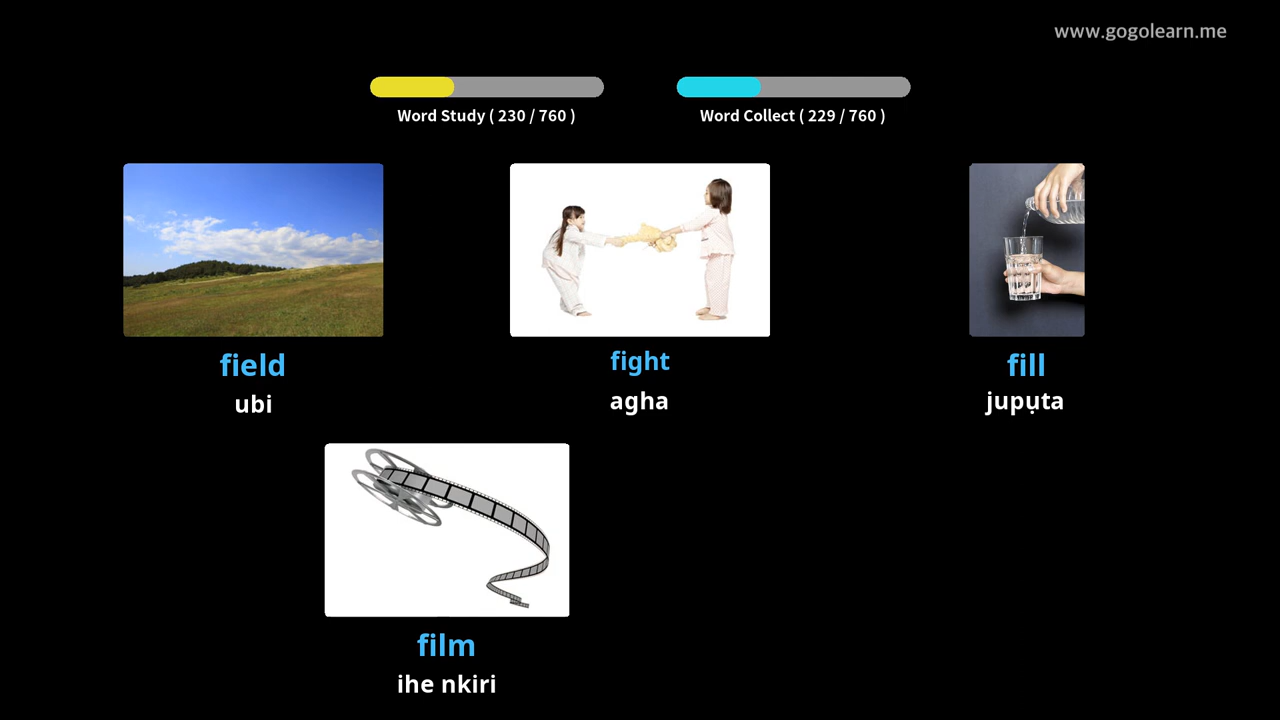 www.gogolearn.me
Word Study ( 230 / 760 )
Word Collect ( 229 / 760 )
field
ubi
fight
agha
fill
jupụta
film
ihe nkiri